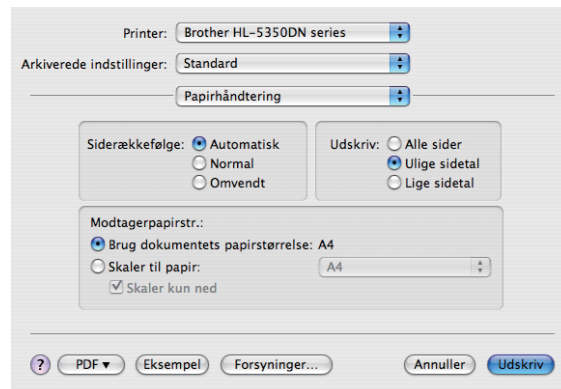 Printer: Brother HL-5350DN series
Arkiverede indstillinger: Standard
Papirhåndtering
Siderækkefølge: Automatisk
Normal
Omvendt
Udskriv: Alle sider
Ulige sidetal
Lige sidetal
Modtagerpapirstr.:
Brug dokumentets papirstørrelse: A4
Skaler til papir: A4
Skaler kun ned
? PDF▼ Eksempel Forsyninger... Annuller Udskriv